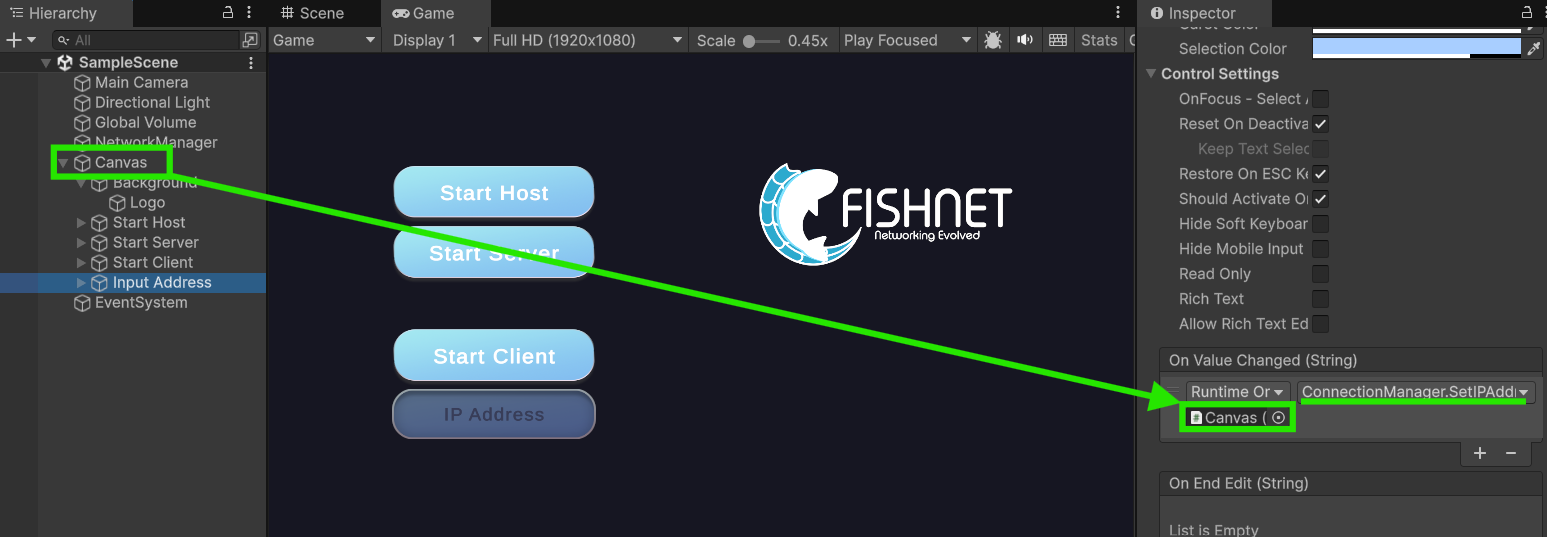 Hierarchy
All
SampleScene
Main Camera
Directional Light
Global Volume
NetworkManager
Canvas
Background
Logo
Start Host
Start Server
Start Client
Input Address
EventSystem
Scene
Game
Game
Display 1
Full HD (1920x1080)
Scale
0.45x
Play Focused
Stats
Start Host
Start Server
Start Client
IP Address
FISHNET
Networking Evolved
Inspector
Selection Color
Control Settings
OnFocus - Select
Reset On Deactiva
Keep Text Selec
Restore On ESC Ke
Should Activate O
Hide Soft Keyboar
Hide Mobile Input
Read Only
Rich Text
Allow Rich Text Ed
On Value Changed (String)
Runtime Or
ConnectionManager.SetIPAddr
Canvas (
On End Edit (String)
List is Empty